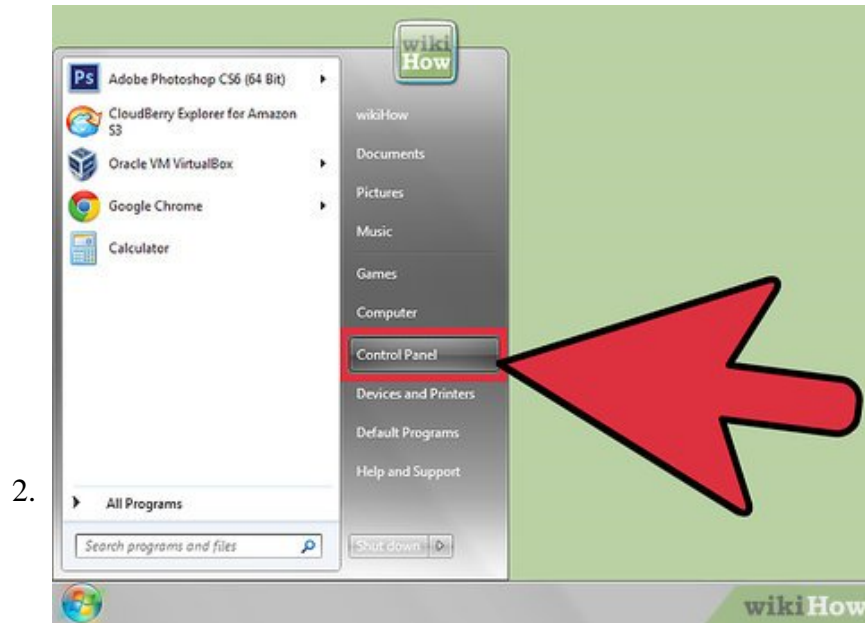 wiki
How
Ps
Adobe Photoshop CS6 (64 Bit)
CloudBerry Explorer for Amazon
S3
Oracle VM VirtualBox
Google Chrome
Calculator
All Programs
Search programs and files
wikiHow
Documents
Pictures
Music
Games
Computer
Control Panel
Devices and Printers
Default Programs
Help and Support
Shut down
2.
wikiHow